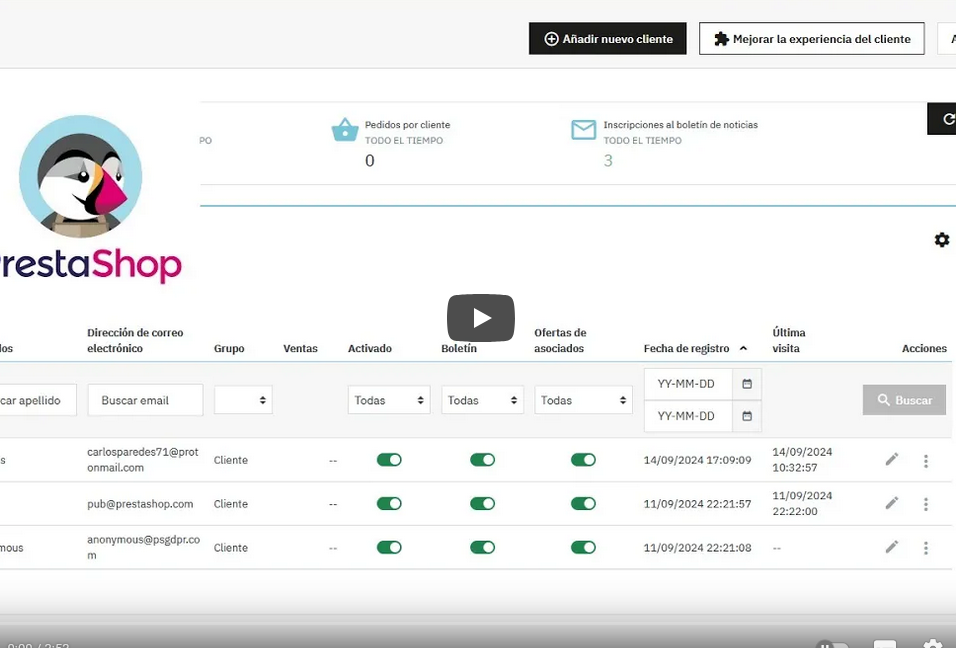 Añadir nuevo cliente
Mejorar la experiencia del cliente
Pedidos por cliente
TODO EL TIEMPO
0
Inscripciones al boletín de noticias
TODO EL TIEMPO
3
PO
restaShop
dos
Dirección de correo
electrónico
Grupo
Ventas
Activado
Boletín
Ofertas de
asociados
Fecha de registro
Última
visita
Acciones
car apellido
Buscar email
Todas
Todas
Todas
YY-MM-DD
YY-MM-DD
Buscar
s
carlosparedes71@prot
onmail.com
Cliente
--
14/09/2024 17:09:09
14/09/2024
10:32:57
pub@prestashop.com
Cliente
--
11/09/2024 22:21:57
11/09/2024
22:22:00
mous
anonymous@psgdpr.co
m
Cliente
--
11/09/2024 22:21:08
--